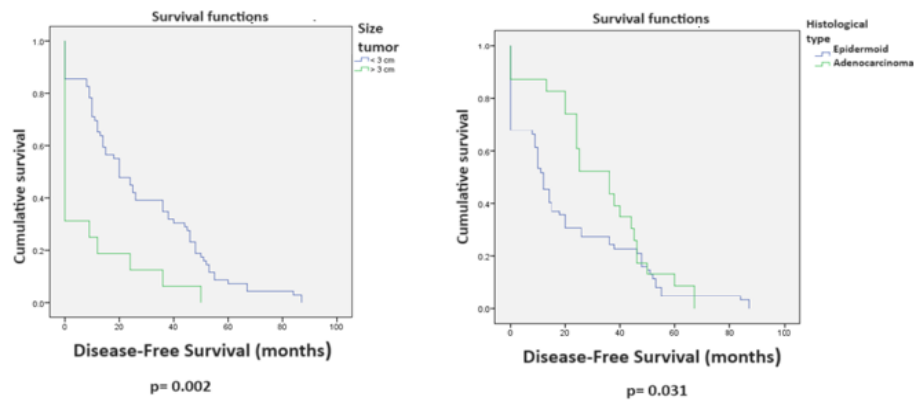 Survival functions
Size
tumor
< 3 cm
> 3 cm
Cumulative survival
1.0
0.8
0.6
0.4
0.2
0.0
0 20 40 60 80 100
Disease-Free Survival (months)
p= 0.002
Survival functions
Histological
type
Epidermoid
Adenocarcinoma
Cumulative survival
1.0
0.8
0.6
0.4
0.2
0.0
0 20 40 60 80 100
Disease-Free Survival (months)
p= 0.031